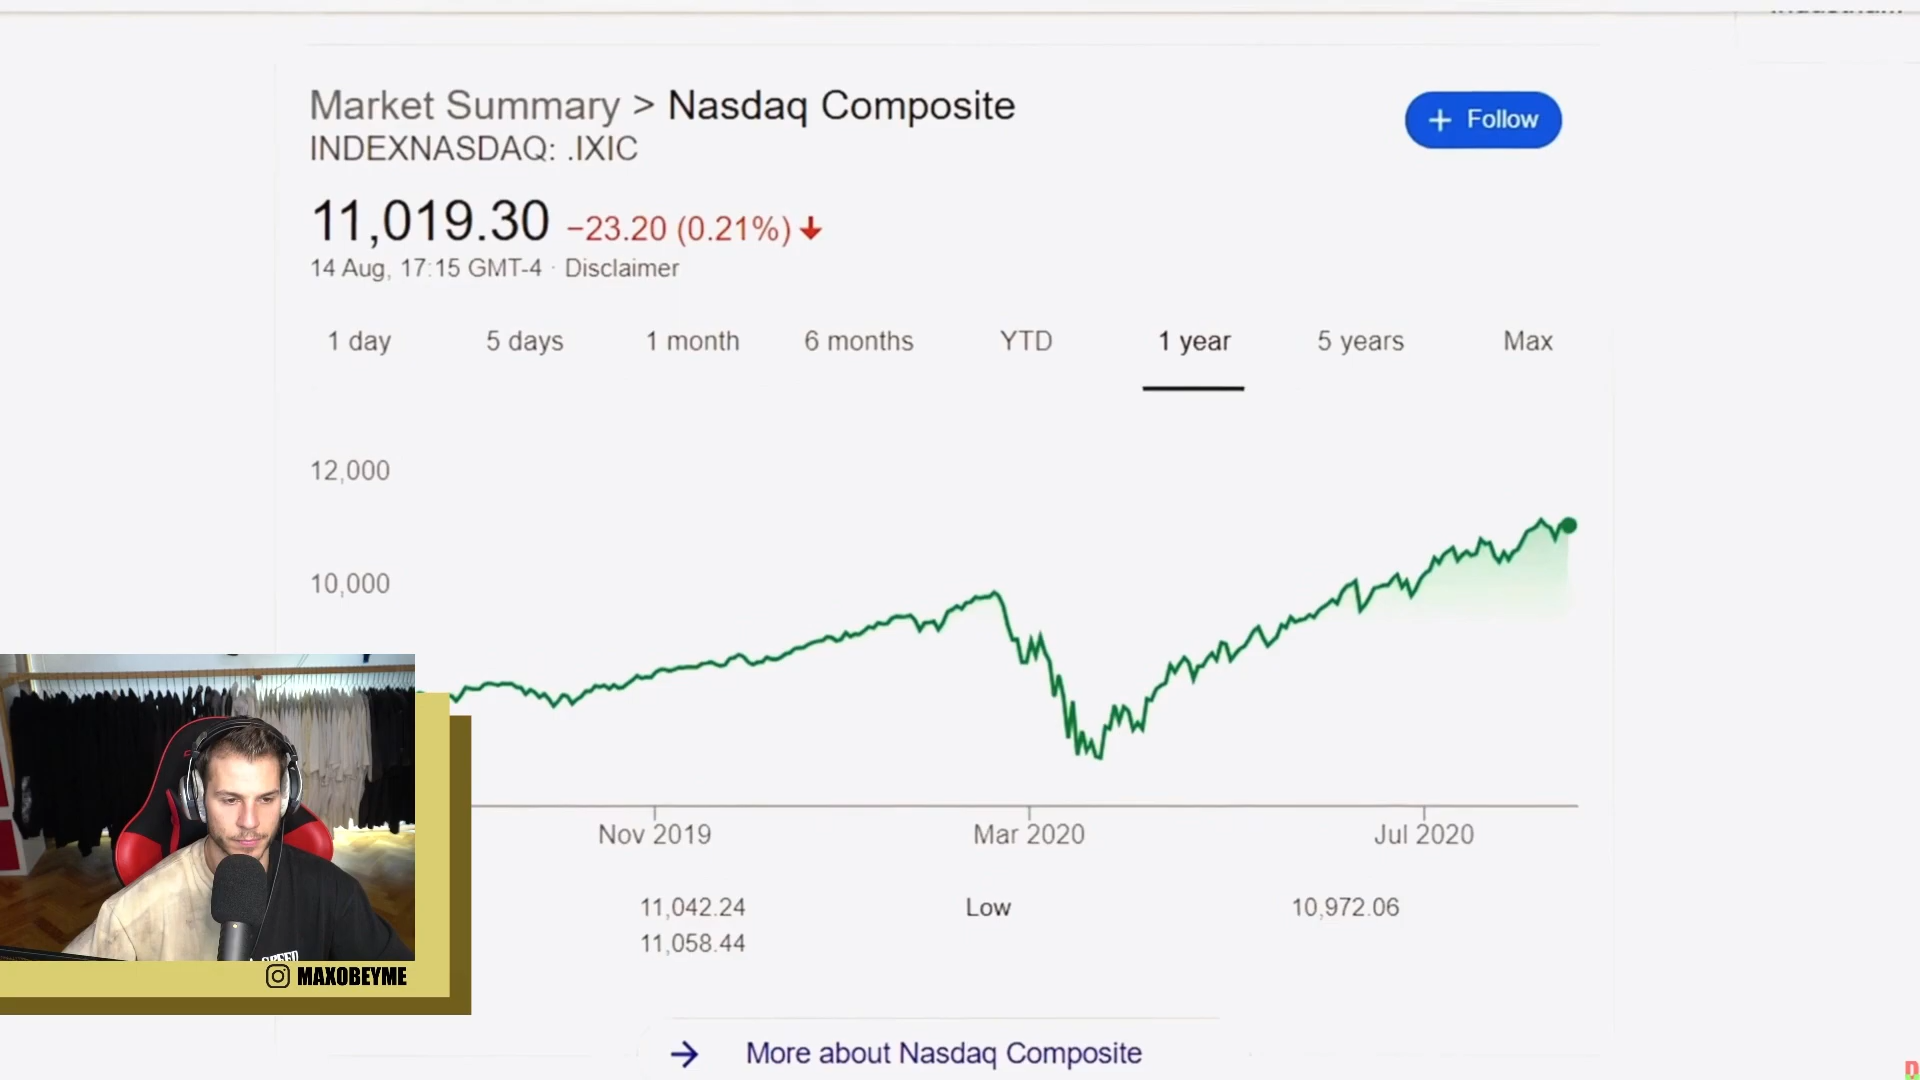 Market Summary > Nasdaq Composite
INDEXNASDAQ: .IXIC
+ Follow
11,019.30 −23.20 (0.21%)
14 Aug, 17:15 GMT-4 · Disclaimer
1 day 5 days 1 month 6 months YTD 1 year 5 years Max
12,000
10,000
Nov 2019 Mar 2020 Jul 2020
11,042.24 Low 10,972.06
11,058.44
MAXOBEYME
More about Nasdaq Composite